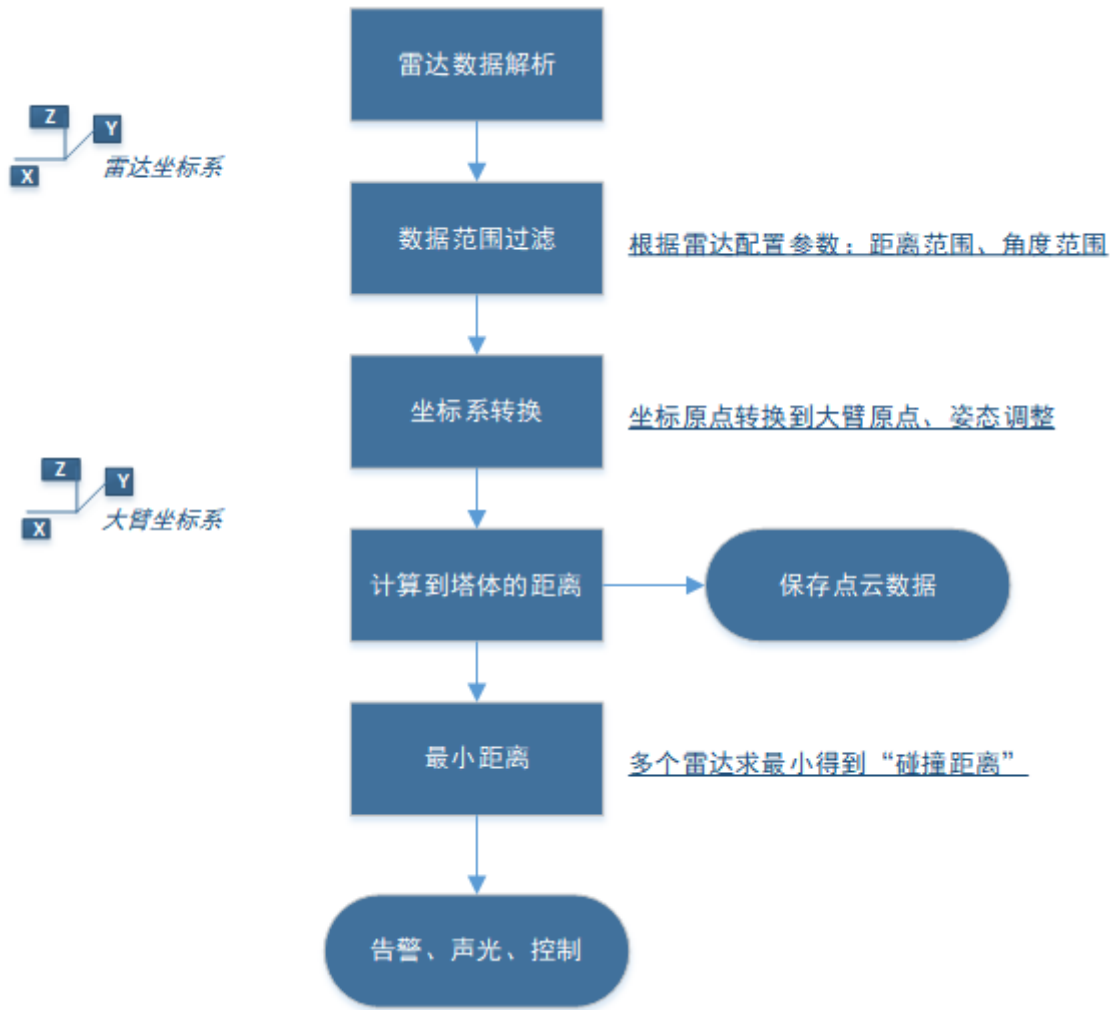 雷达数据解析
Z
Y
X
雷达坐标系
数据范围过滤
根据雷达配置参数：距离范围、角度范围
坐标系转换
坐标原点转换到大臂原点、姿态调整
Z
Y
X
大臂坐标系
计算到塔体的距离
保存点云数据
最小距离
多个雷达求最小得到“碰撞距离”
告警、声光、控制